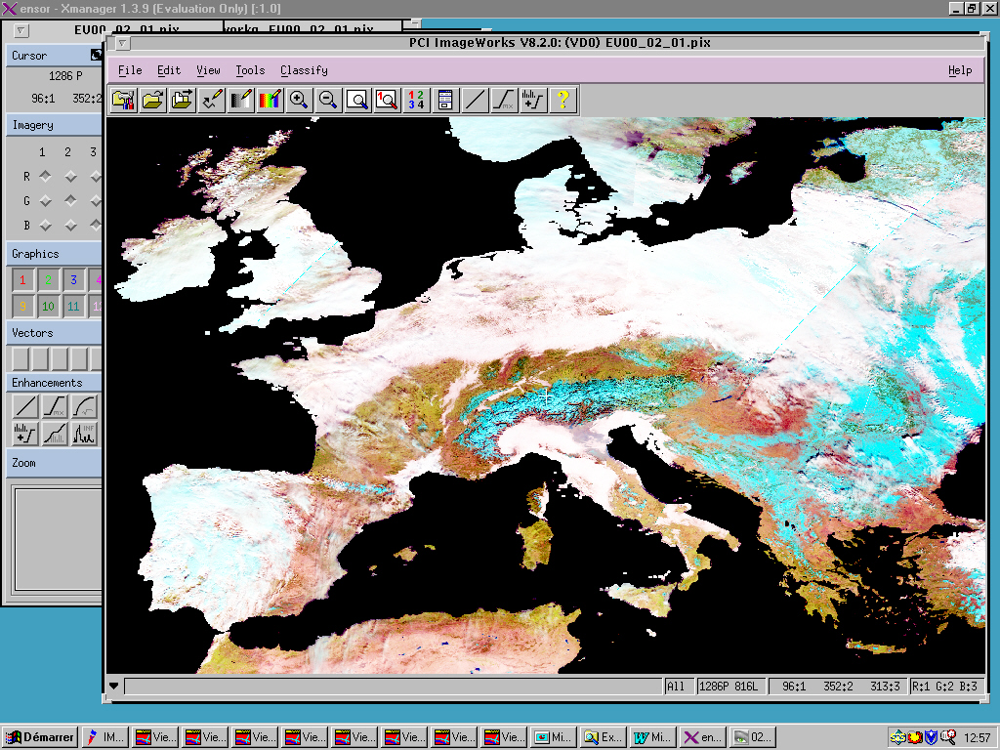 ensor - Xmanager 1.3.9 (Evaluation Only) [:1.0]
EV00_02_01.pix
workq EV00_02_01.pix
PCI ImageWorks V8.2.0: (VD0) EV00_02_01.pix
File Edit View Tools Classify Help
Cursor
1286 P
96:1 352:2
Imagery
1 2 3
R
G
B
Graphics
1 2 3 4
9 10 11 12
Vectors
Enhancements
Zoom
All 1286P 816L 96:1 352:2 313:3 R:1 G:2 B:3
Démarrer IM... Vie... Vie... Vie... Vie... Vie... Vie... Vie... Vie... Mi... Ex... Mi... en... 02... 12:57